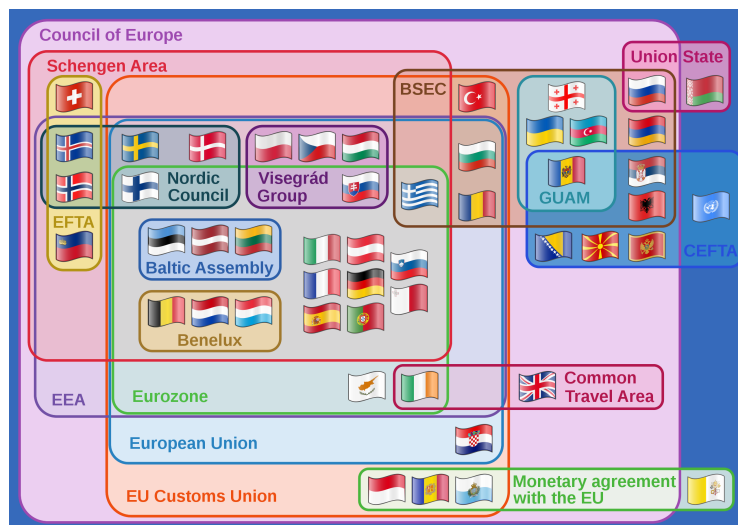 Council of Europe
Union State
Schengen Area
BSEC
Nordic
Council
Visegrád
Group
GUAM
EFTA
CEFTA
Baltic Assembly
Benelux
Common
Travel Area
EEA
Eurozone
European Union
EU Customs Union
Monetary agreement
with the EU